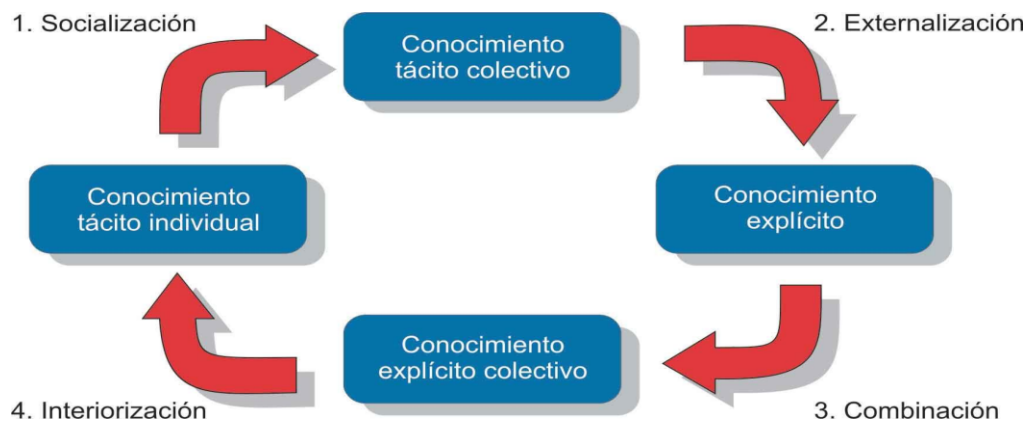 1. Socialización
Conocimiento
tácito colectivo
2. Externalización
Conocimiento
tácito individual
Conocimiento
explícito
Conocimiento
explícito colectivo
4. Interiorización
3. Combinación